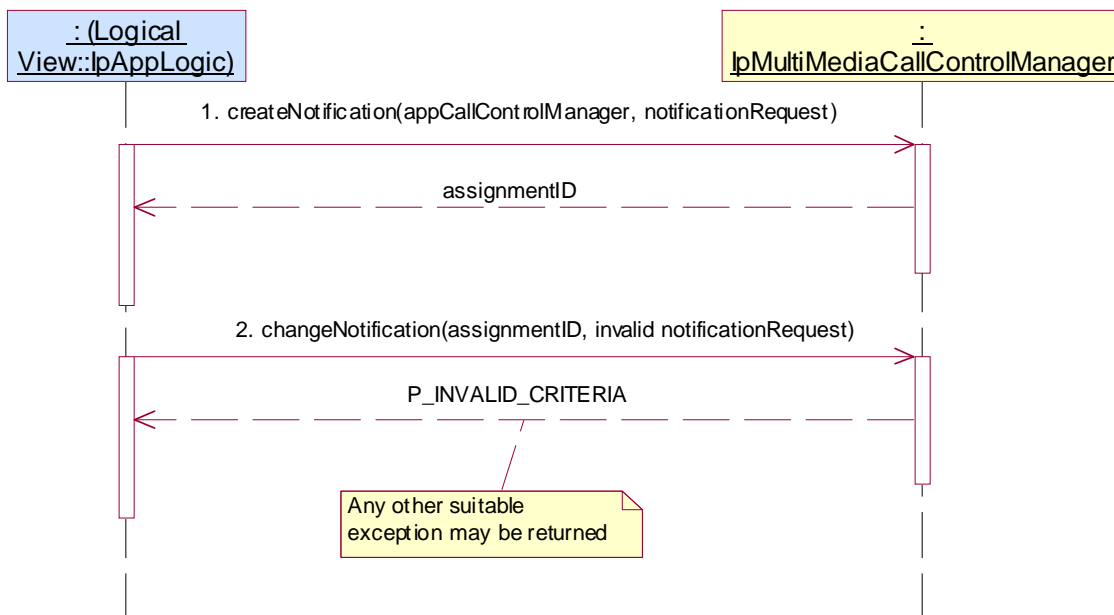 : (Logical
View::IpAppLogic)
:
IpMultiMediaCallControlManager
1. createNotification(appCallControlManager, notificationRequest)
assignmentID
2. changeNotification(assignmentID, invalid notificationRequest)
P_INVALID_CRITERIA
Any other suitable
exception may be returned